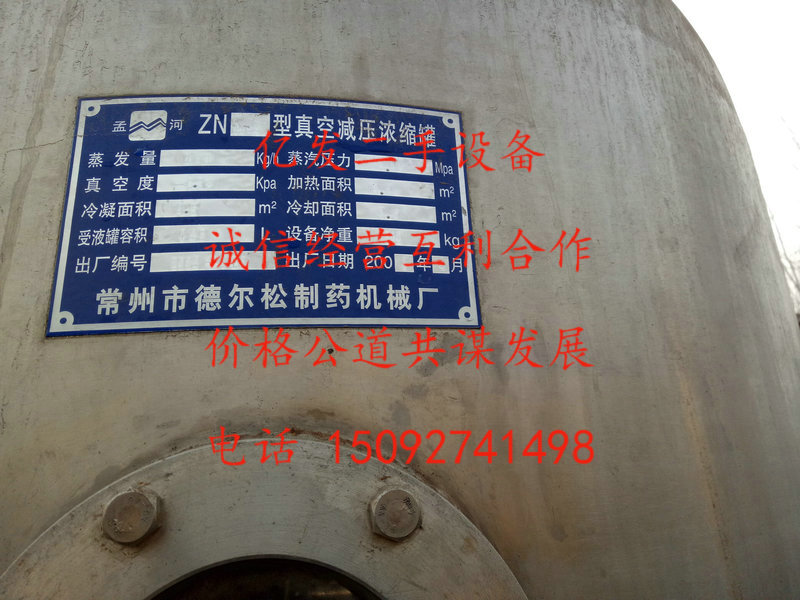 孟 河 ZN 型真空减压浓缩罐
蒸发量 Kg/h 蒸汽压力 Mpa
真空度 Kpa 加热面积 m²
冷凝面积 m² 冷却面积 m²
受液罐容积 L 设备净重 kg
出厂编号 出厂日期 200 年 月
常州市德尔松制药机械厂
亿发二手设备
诚信经营互利合作
价格公道共谋发展
电话 15092741498